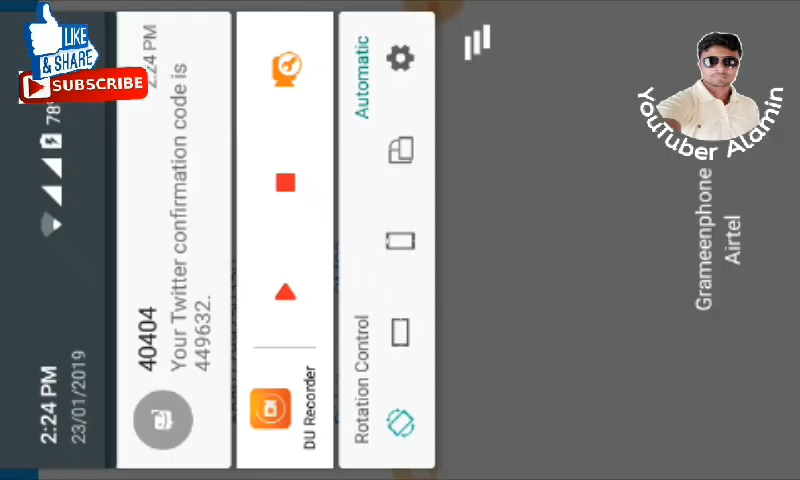 LIKE
& SHARE
SUBSCRIBE
YouTuber Alamin
2:24 PM
23/01/2019
40404
2:24 PM
Your Twitter confirmation code is
449632.
DU Recorder
Rotation Control
Automatic
Grameenphone
Airtel